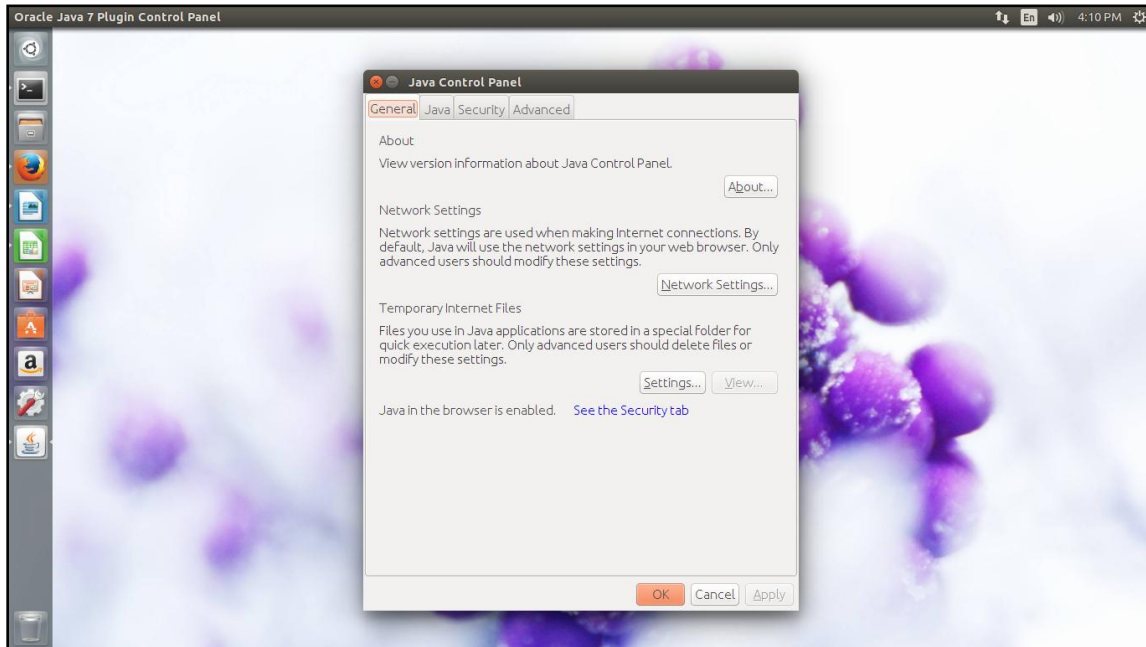 Oracle Java 7 Plugin Control Panel
En
4:10 PM
Java Control Panel
General Java Security Advanced
About
View version information about Java Control Panel.
About...
Network Settings
Network settings are used when making Internet connections. By
default, Java will use the network settings in your web browser. Only
advanced users should modify these settings.
Network Settings...
Temporary Internet Files
Files you use in Java applications are stored in a special folder for
quick execution later. Only advanced users should delete files or
modify these settings.
Settings... View...
Java in the browser is enabled. See the Security tab
OK Cancel Apply
>_
A
a